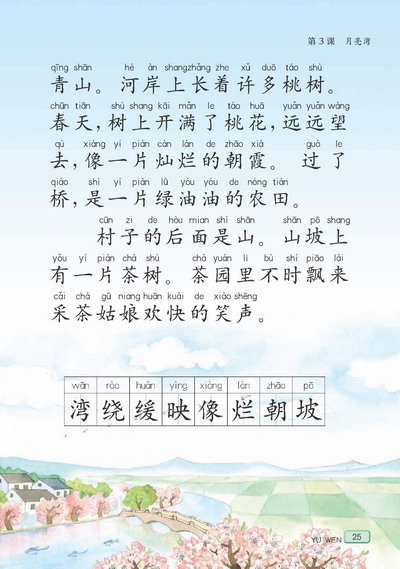 第3课 月亮湾
qīng shān hé àn shangzhǎng zhe xǔ duō táo shù
青山。河岸上长着许多桃树。
chūn tiān shù shang kāi mǎn le táo huā yuǎn yuǎn wàng
春天，树上开满了桃花，远远望
qù xiàng yí piàn càn làn de zhāo xiá guò le
去，像一片灿烂的朝霞。过了
qiáo shì yí piàn lǜ yóu yóu de nóng tián
桥，是一片绿油油的农田。
cūn zi de hòu mian shì shān shān pō shang
村子的后面是山。山坡上
yǒu yí piàn chá shù chá yuán li bù shí piāo lái
有一片茶树。茶园里不时飘来
cǎi chá gū niang huān kuài de xiào shēng
采茶姑娘欢快的笑声。
wān rào huǎn yìng xiàng làn zhāo pō
湾绕缓映像烂朝坡
YU WEN 25